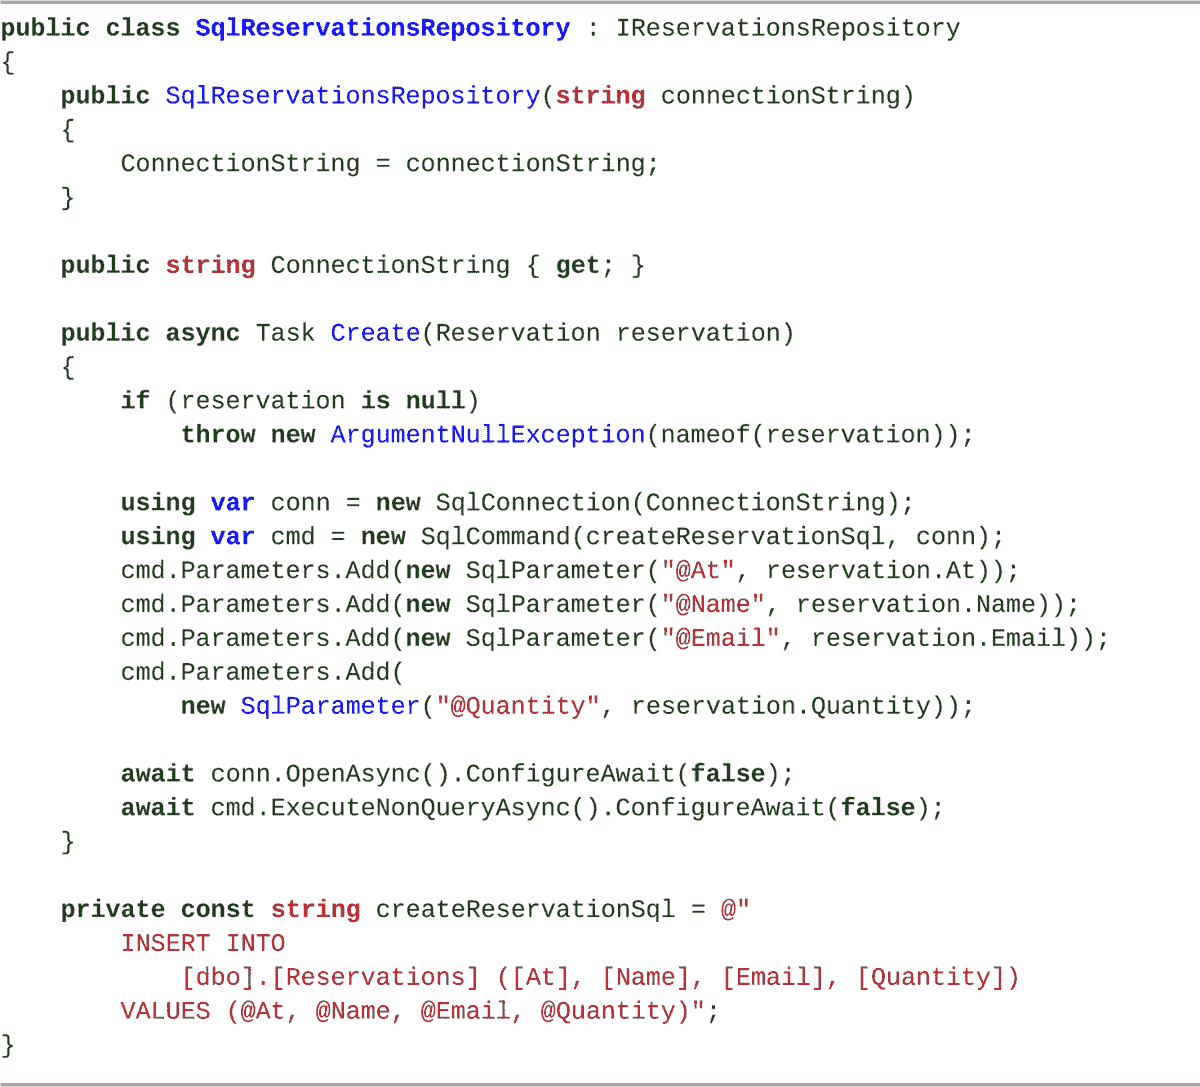 public class SqlReservationsRepository : IReservationsRepository
{
    public SqlReservationsRepository(string connectionString)
    {
        ConnectionString = connectionString;
    }

    public string ConnectionString { get; }

    public async Task Create(Reservation reservation)
    {
        if (reservation is null)
            throw new ArgumentNullException(nameof(reservation));

        using var conn = new SqlConnection(ConnectionString);
        using var cmd = new SqlCommand(createReservationSql, conn);
        cmd.Parameters.Add(new SqlParameter("@At", reservation.At));
        cmd.Parameters.Add(new SqlParameter("@Name", reservation.Name));
        cmd.Parameters.Add(new SqlParameter("@Email", reservation.Email));
        cmd.Parameters.Add(
            new SqlParameter("@Quantity", reservation.Quantity));

        await conn.OpenAsync().ConfigureAwait(false);
        await cmd.ExecuteNonQueryAsync().ConfigureAwait(false);
    }

    private const string createReservationSql = @"
        INSERT INTO
            [dbo].[Reservations] ([At], [Name], [Email], [Quantity])
        VALUES (@At, @Name, @Email, @Quantity)";
}